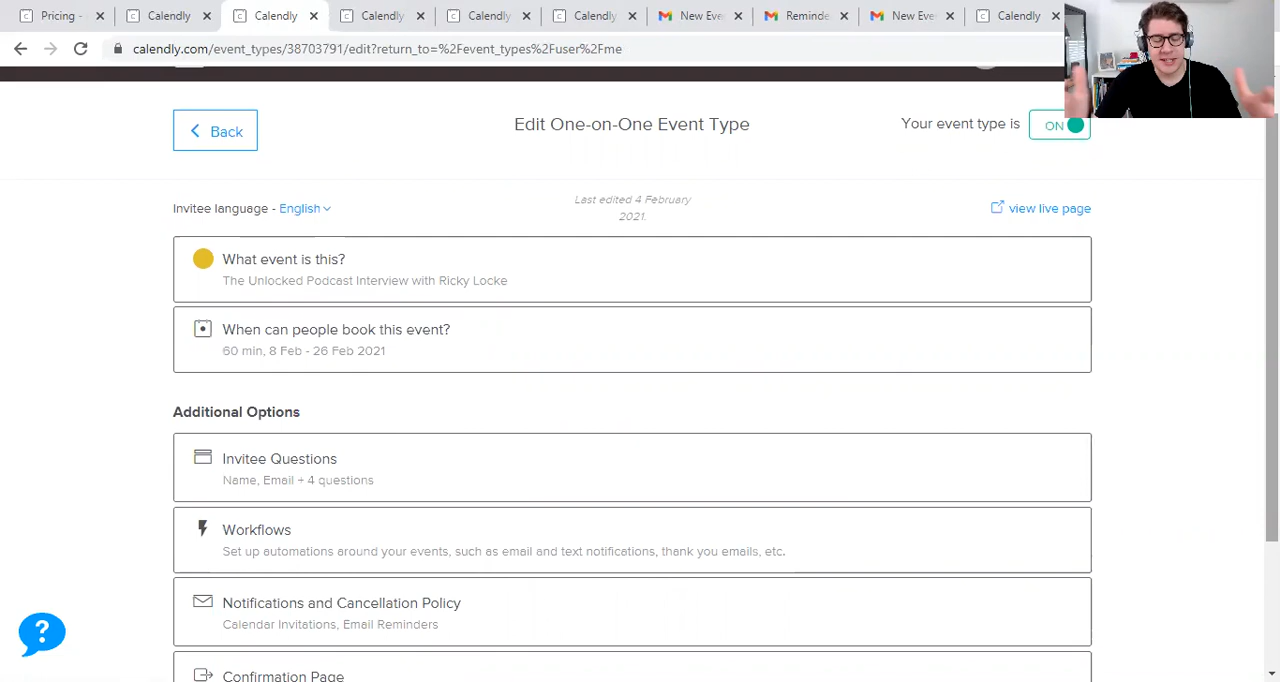 Pricing -
Calendly
Calendly
Calendly
Calendly
Calendly
New Eve
Reminde
New Eve
Calendly
calendly.com/event_types/38703791/edit?return_to=%2Fevent_types%2Fuser%2Fme
Back
Edit One-on-One Event Type
Your event type is
ON
Invitee language - English
Last edited 4 February
2021.
view live page
What event is this?
The Unlocked Podcast Interview with Ricky Locke
When can people book this event?
60 min, 8 Feb - 26 Feb 2021
Additional Options
Invitee Questions
Name, Email + 4 questions
Workflows
Set up automations around your events, such as email and text notifications, thank you emails, etc.
Notifications and Cancellation Policy
Calendar Invitations, Email Reminders
?
Confirmation Page